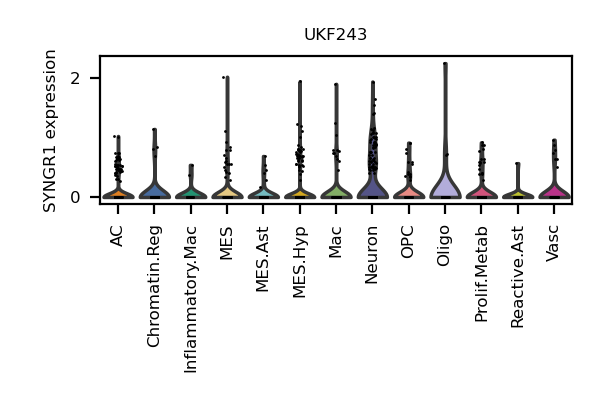 UKF243
SYNGR1 expression
2
0
AC
Chromatin.Reg
Inflammatory.Mac
MES
MES.Ast
MES.Hyp
Mac
Neuron
OPC
Oligo
Prolif.Metab
Reactive.Ast
Vasc